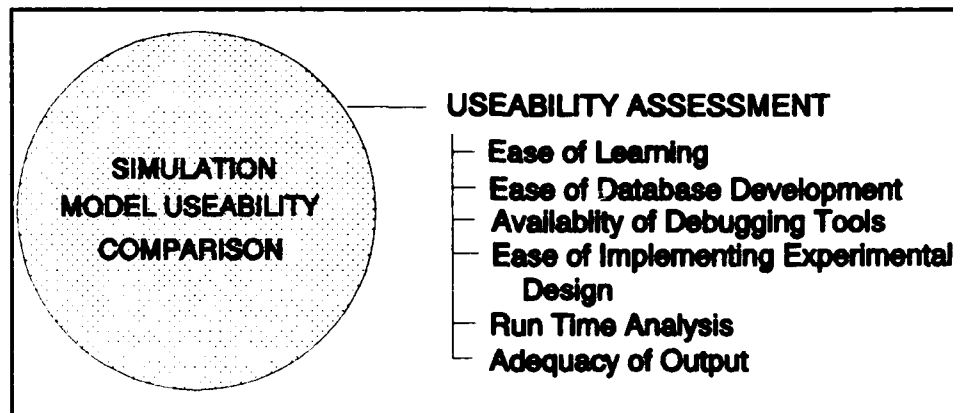 SIMULATION
MODEL USEABILITY
COMPARISON
USEABILITY ASSESSMENT
Ease of Learning
Ease of Database Development
Availablity of Debugging Tools
Ease of Implementing Experimental
Design
Run Time Analysis
Adequacy of Output